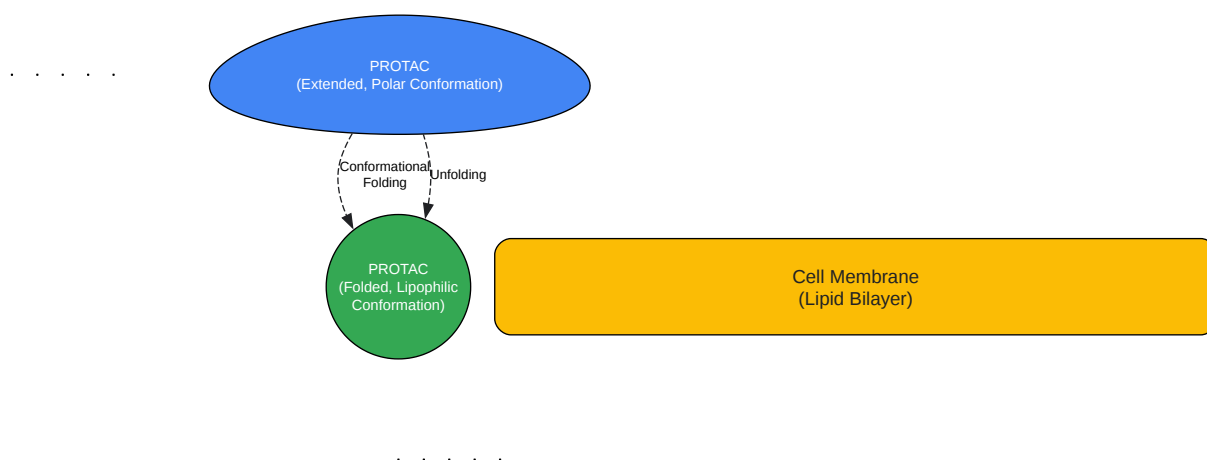 . . . . .
PROTAC
(Extended, Polar Conformation)
Conformational
Folding
Unfolding
PROTAC
(Folded, Lipophilic
Conformation)
Cell Membrane
(Lipid Bilayer)
. . . . .